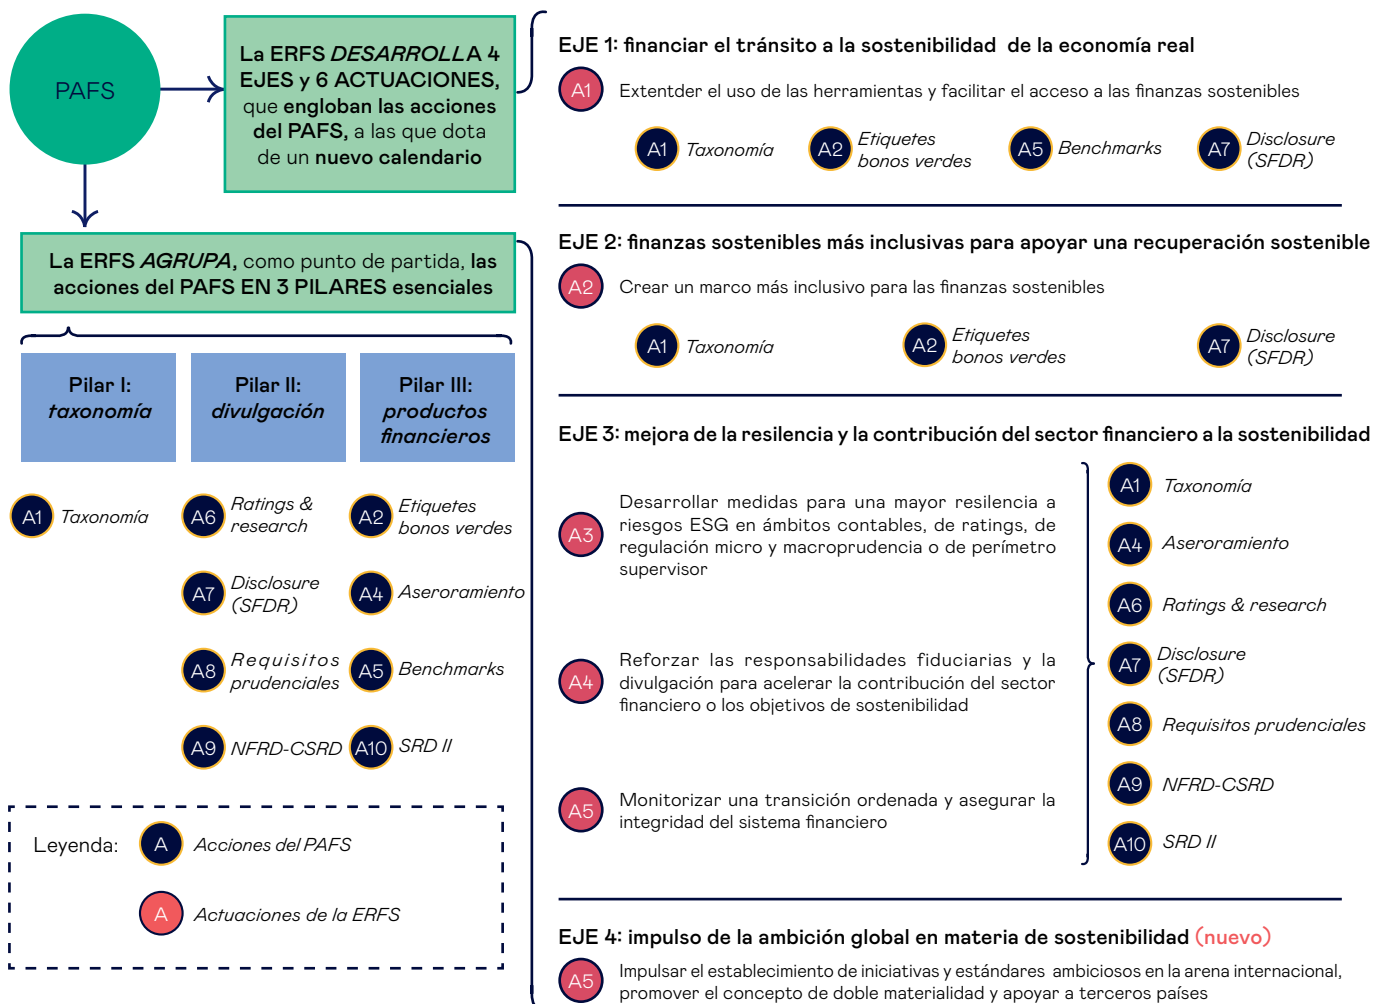 PAFS
La ERFS DESARROLLA 4
EJES y 6 ACTUACIONES,
que engloban las acciones
del PAFS, a las que dota
de un nuevo calendario
La ERFS AGRUPA, como punto de partida, las
acciones del PAFS EN 3 PILARES esenciales
Pilar I:
taxonomía
Pilar II:
divulgación
Pilar III:
productos
financieros
A1 Taxonomía
A6 Ratings &
research
A7 Disclosure
(SFDR)
A8 Requisitos
prudenciales
A9 NFRD-CSRD
A2 Etiquetes
bonos verdes
A4 Aseroramiento
A5 Benchmarks
A10 SRD II
Leyenda:
A Acciones del PAFS
A Actuaciones de la ERFS
EJE 1: financiar el tránsito a la sostenibilidad de la economía real
A1 Extentder el uso de las herramientas y facilitar el acceso a las finanzas sostenibles
A1 Taxonomía
A2 Etiquetes
bonos verdes
A5 Benchmarks
A7 Disclosure
(SFDR)
EJE 2: finanzas sostenibles más inclusivas para apoyar una recuperación sostenible
A2 Crear un marco más inclusivo para las finanzas sostenibles
A1 Taxonomía
A2 Etiquetes
bonos verdes
A7 Disclosure
(SFDR)
EJE 3: mejora de la resilencia y la contribución del sector financiero a la sostenibilidad
A3 Desarrollar medidas para una mayor resilencia a
riesgos ESG en ámbitos contables, de ratings, de
regulación micro y macroprudencia o de perímetro
supervisor
A4 Reforzar las responsabilidades fiduciarias y la
divulgación para acelerar la contribución del sector
financiero o los objetivos de sostenibilidad
A5 Monitorizar una transición ordenada y asegurar la
integridad del sistema financiero
A1 Taxonomía
A4 Aseroramiento
A6 Ratings & research
A7 Disclosure
(SFDR)
A8 Requisitos prudenciales
A9 NFRD-CSRD
A10 SRD II
EJE 4: impulso de la ambición global en materia de sostenibilidad (nuevo)
A5 Impulsar el establecimiento de iniciativas y estándares ambiciosos en la arena internacional,
promover el concepto de doble materialidad y apoyar a terceros países